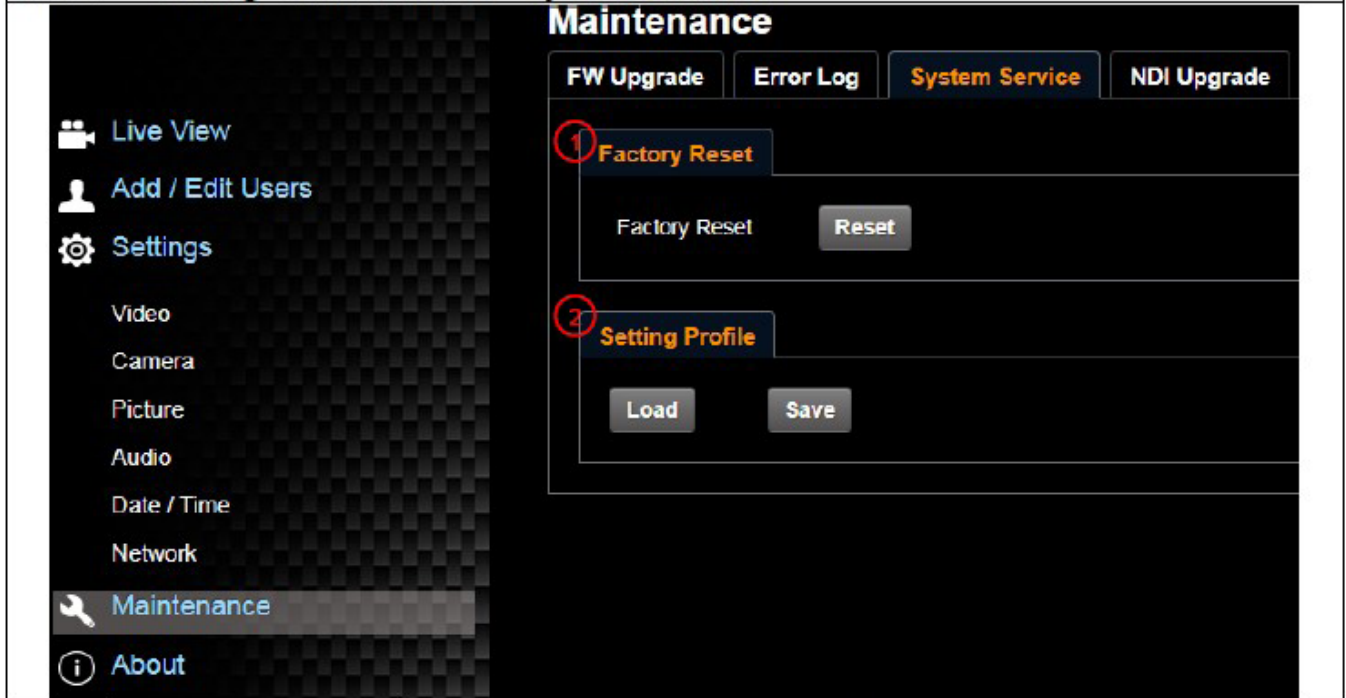 Maintenance
FW Upgrade Error Log System Service NDI Upgrade
Live View
Add / Edit Users
Settings
Video
Camera
Picture
Audio
Date / Time
Network
Maintenance
About
1
Factory Reset
Factory Reset Reset
2
Setting Profile
Load Save